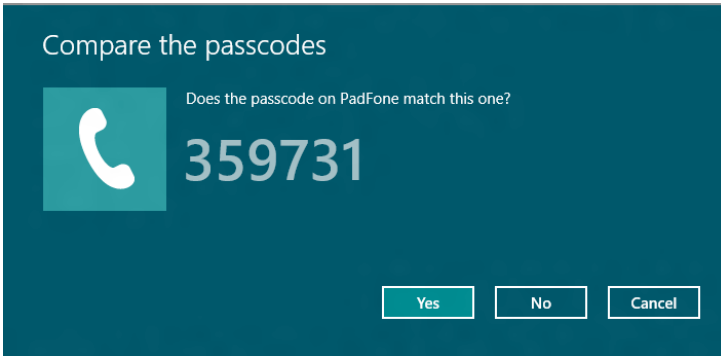 Compare the passcodes
Does the passcode on PadFone match this one?
359731
Yes
No
Cancel